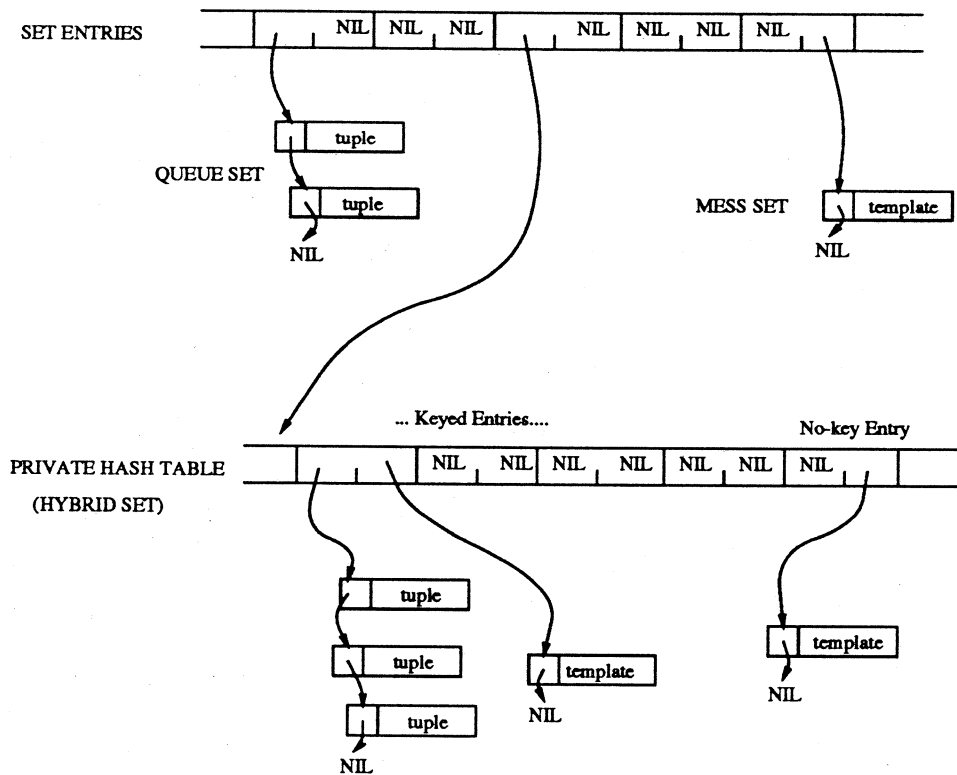 SET ENTRIES NIL NIL NIL NIL NIL NIL NIL
tuple
QUEUE SET
tuple
MESS SET
template
NIL
NIL
... Keyed Entries....
No-key Entry
PRIVATE HASH TABLE NIL NIL NIL NIL NIL NIL NIL
(HYBRID SET)
tuple
template
tuple
template
NIL
tuple
NIL
NIL